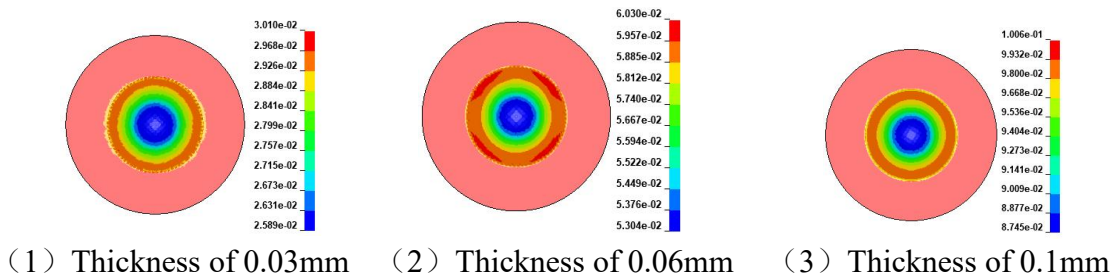 3.010e-02
2.968e-02
2.926e-02
2.884e-02
2.841e-02
2.799e-02
2.757e-02
2.715e-02
2.673e-02
2.631e-02
2.589e-02
6.030e-02
5.957e-02
5.885e-02
5.812e-02
5.740e-02
5.667e-02
5.594e-02
5.522e-02
5.449e-02
5.376e-02
5.304e-02
1.006e-01
9.932e-02
9.800e-02
9.668e-02
9.536e-02
9.404e-02
9.273e-02
9.141e-02
9.009e-02
8.877e-02
8.745e-02
（1）Thickness of 0.03mm （2）Thickness of 0.06mm （3）Thickness of 0.1mm